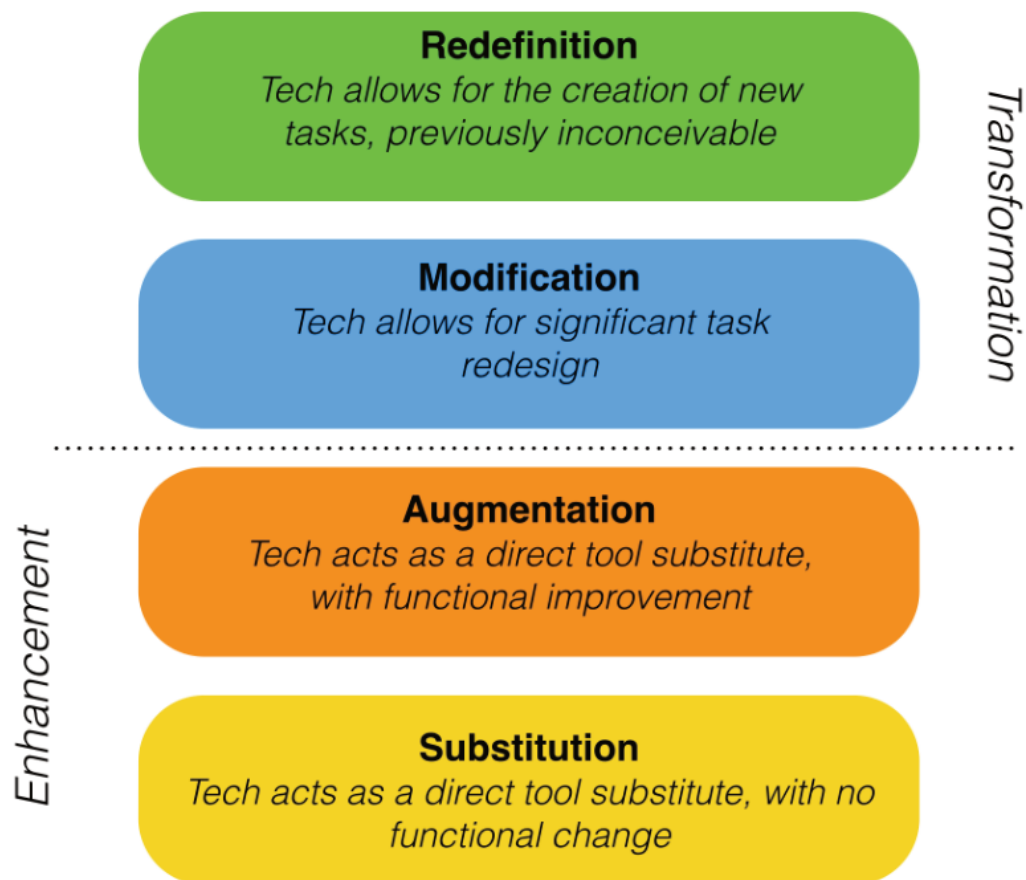 Redefinition
Tech allows for the creation of new
tasks, previously inconceivable
Transformation
Modification
Tech allows for significant task
redesign
Enhancement
Augmentation
Tech acts as a direct tool substitute,
with functional improvement
Substitution
Tech acts as a direct tool substitute, with no
functional change